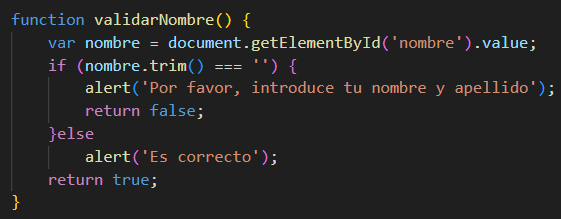 function validarNombre() {
var nombre = document.getElementById('nombre').value;
if (nombre.trim() === '') {
alert('Por favor, introduce tu nombre y apellido');
return false;
}else
alert('Es correcto');
return true;
}